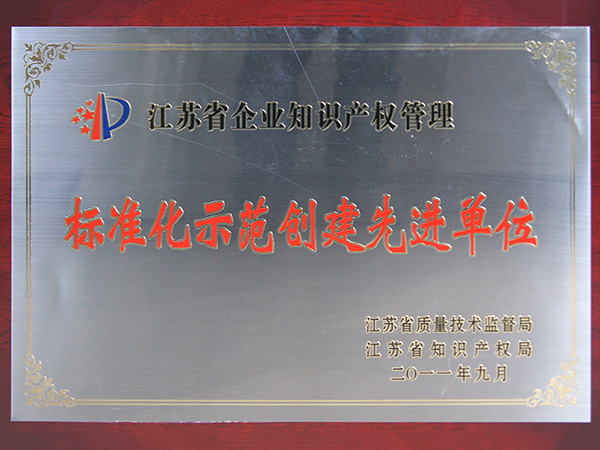 江苏省企业知识产权管理
标准化示范创建先进单位
江苏省质量技术监督局
江苏省知识产权局
二〇一一年九月